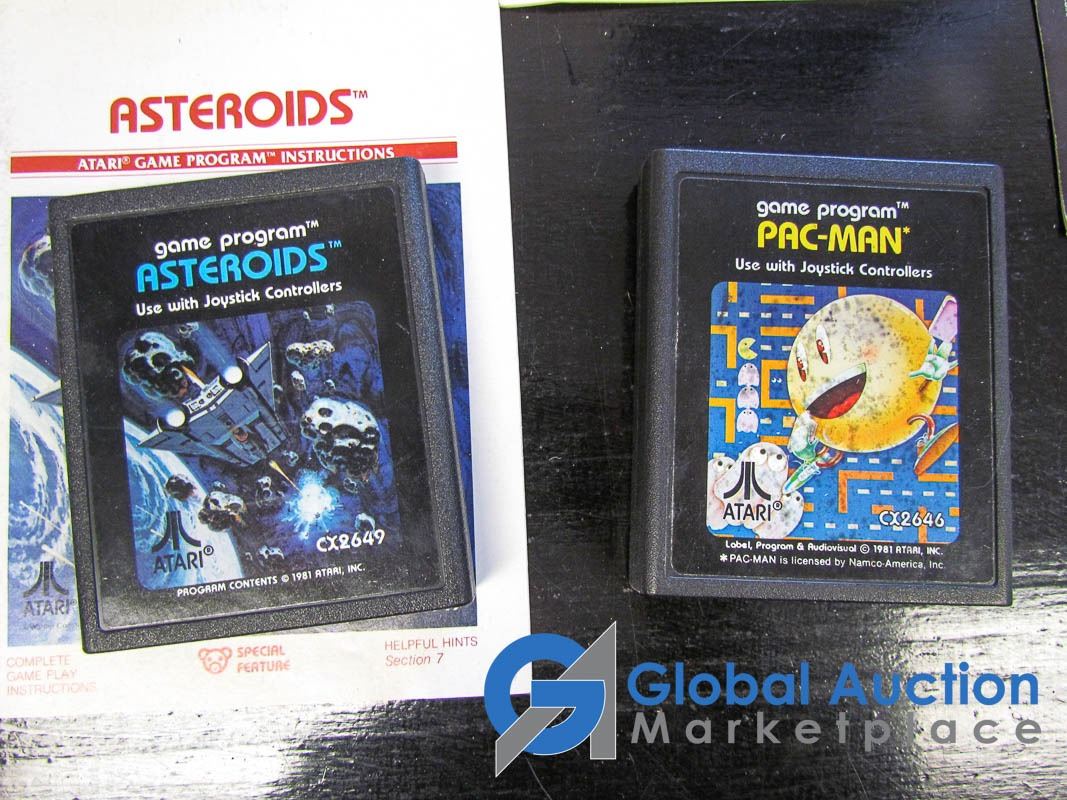 ASTEROIDS™
ATARI® GAME PROGRAM™ INSTRUCTIONS
game program™
ASTEROIDS™
Use with Joystick Controllers
ATARI®
CX2649
PROGRAM CONTENTS © 1981 ATARI, INC.
ATARI
COMPLETE
GAME PLAY
INSTRUCTIONS
SPECIAL
FEATURE
HELPFUL HINTS
Section 7
game program™
PAC-MAN*
Use with Joystick Controllers
ATARI®
CX2646
Label, Program & Audiovisual © 1981 ATARI, INC.
* PAC-MAN is licensed by Namco-America, Inc.
Global Auction
Marketplace